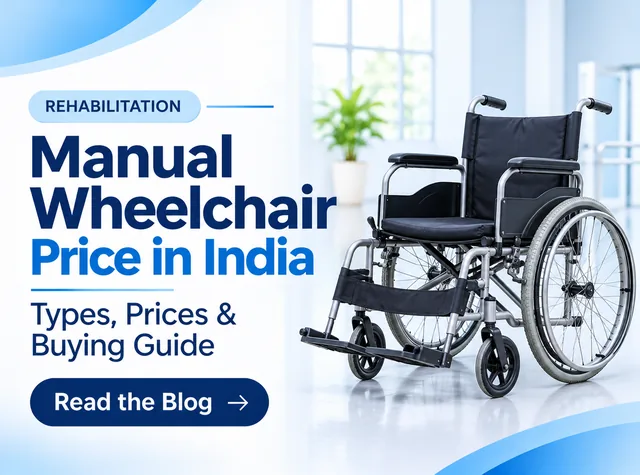 REHABILITATION
Manual
Wheelchair
Price in India
Types, Prices &
Buying Guide
Read the Blog →